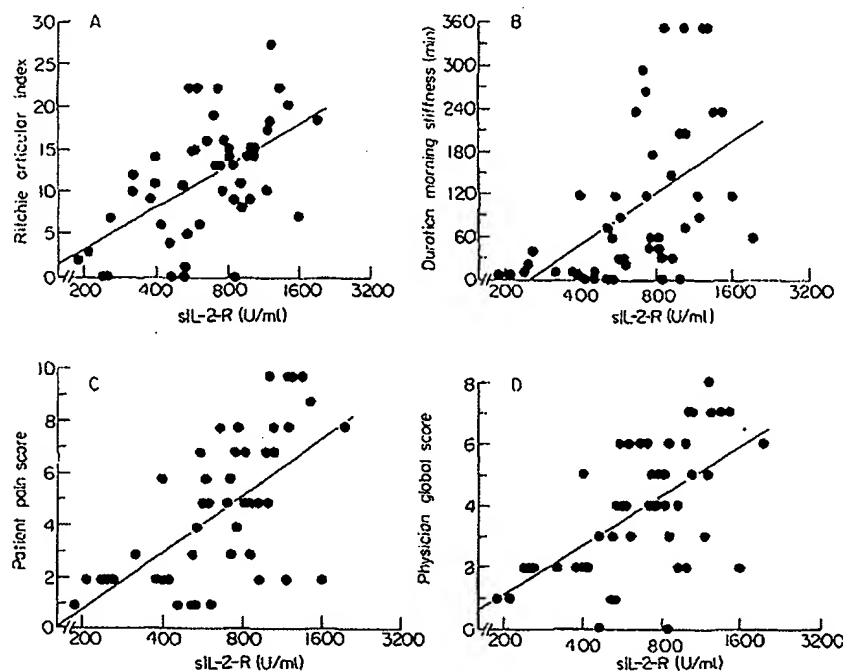 A
Ritchie articular index
30
25
20
15
10
5
0
200 400 800 1600 3200
sIL-2-R (U/ml)
B
Duration morning stiffness (min)
360
300
240
180
120
60
0
200 400 800 1600 3200
sIL-2-R (U/ml)
C
Patient pain score
10
8
6
4
2
0
200 400 800 1600 3200
sIL-2-R (U/ml)
D
Physician global score
8
6
4
2
0
200 400 800 1600 3200
sIL-2-R (U/ml)